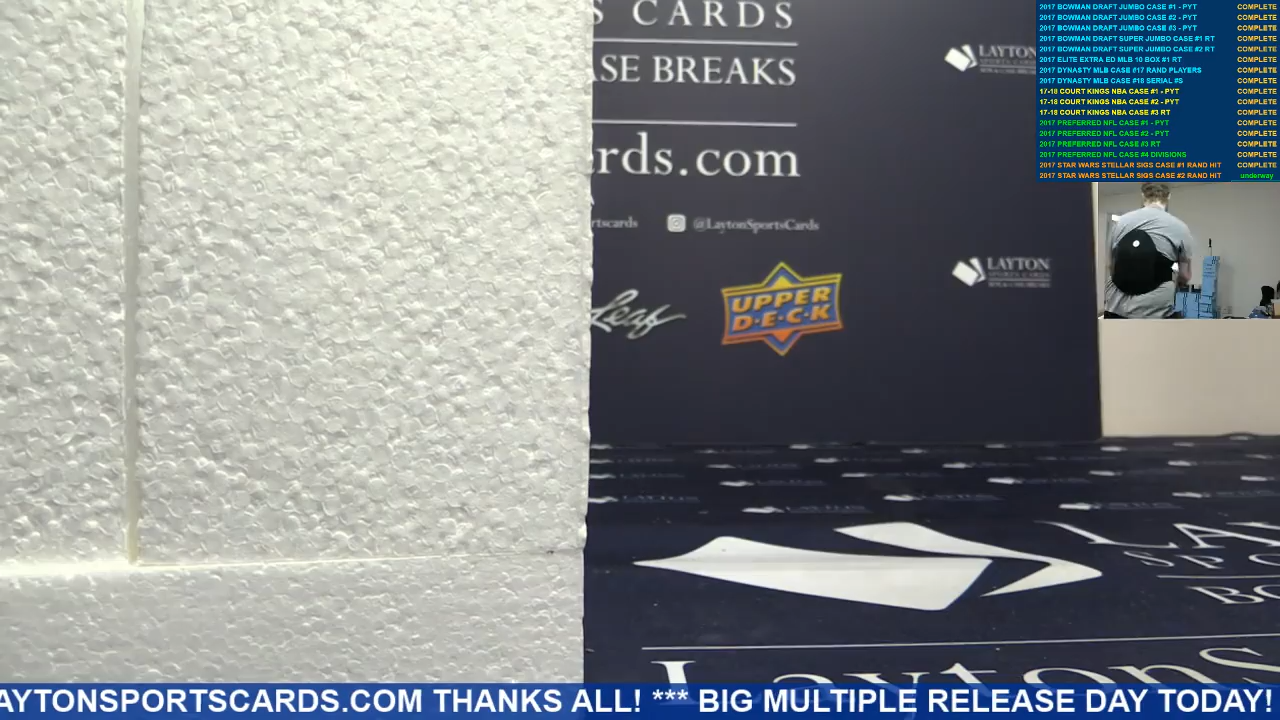 S CARDS
ASE BREAKS
rds.com
rtscards @LaytonSportsCards
Leaf
UPPER
D·E·C·K
LAYTON
LAYTON
SPORTS CARDS
2017 BOWMAN DRAFT JUMBO CASE #1 - PYT COMPLETE
2017 BOWMAN DRAFT JUMBO CASE #2 - PYT COMPLETE
2017 BOWMAN DRAFT JUMBO CASE #3 - PYT COMPLETE
2017 BOWMAN DRAFT SUPER JUMBO CASE #1 RT COMPLETE
2017 BOWMAN DRAFT SUPER JUMBO CASE #2 RT COMPLETE
2017 ELITE EXTRA ED MLB 10 BOX #1 RT COMPLETE
2017 DYNASTY MLB CASE #17 RAND PLAYERS COMPLETE
2017 DYNASTY MLB CASE #18 SERIAL #S COMPLETE
17-18 COURT KINGS NBA CASE #1 - PYT COMPLETE
17-18 COURT KINGS NBA CASE #2 - PYT COMPLETE
17-18 COURT KINGS NBA CASE #3 RT COMPLETE
2017 PREFERRED NFL CASE #1 - PYT COMPLETE
2017 PREFERRED NFL CASE #2 - PYT COMPLETE
2017 PREFERRED NFL CASE #3 RT COMPLETE
2017 PREFERRED NFL CASE #4 DIVISIONS COMPLETE
2017 STAR WARS STELLAR SIGS CASE #1 RAND HIT COMPLETE
2017 STAR WARS STELLAR SIGS CASE #2 RAND HIT underway
LAY
SPO
BO
LaytonS
AYTONSPORTSCARDS.COM THANKS ALL! *** BIG MULTIPLE RELEASE DAY TODAY!